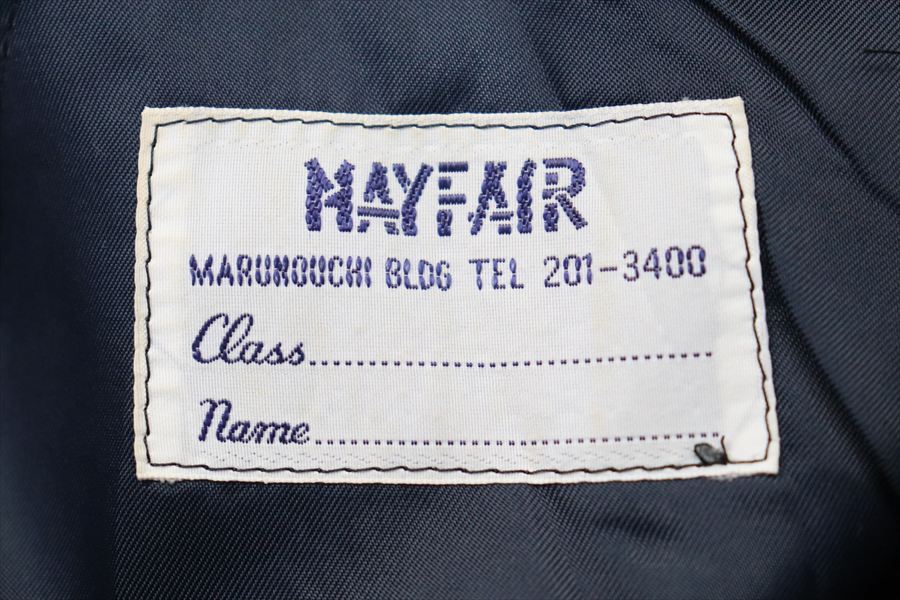 MAYFAIR
MARUNOUCHI BLDG TEL 201-3400
Class
Name